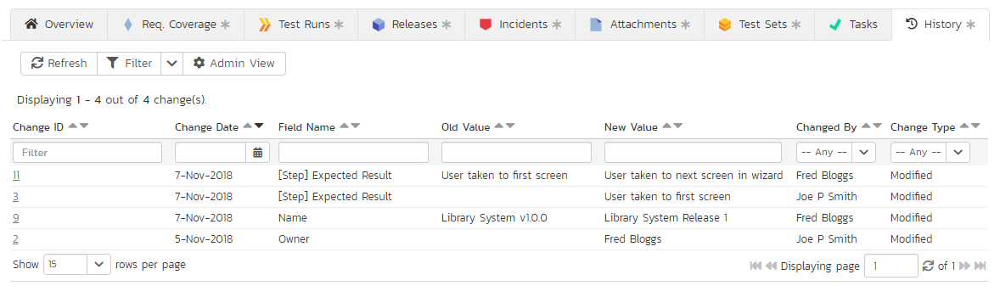 Overview Req. Coverage * Test Runs * Releases * Incidents * Attachments * Test Sets * Tasks History *
Refresh Filter Admin View
Displaying 1 - 4 out of 4 change(s).
Change ID Change Date Field Name Old Value New Value Changed By Change Type
Filter -- Any -- -- Any --
11 7-Nov-2018 [Step] Expected Result User taken to first screen User taken to next screen in wizard Fred Bloggs Modified
3 7-Nov-2018 [Step] Expected Result User taken to first screen Joe P Smith Modified
9 7-Nov-2018 Name Library System v1.0.0 Library System Release 1 Fred Bloggs Modified
2 5-Nov-2018 Owner Fred Bloggs Joe P Smith Modified
Show 15 rows per page Displaying page 1 of 1